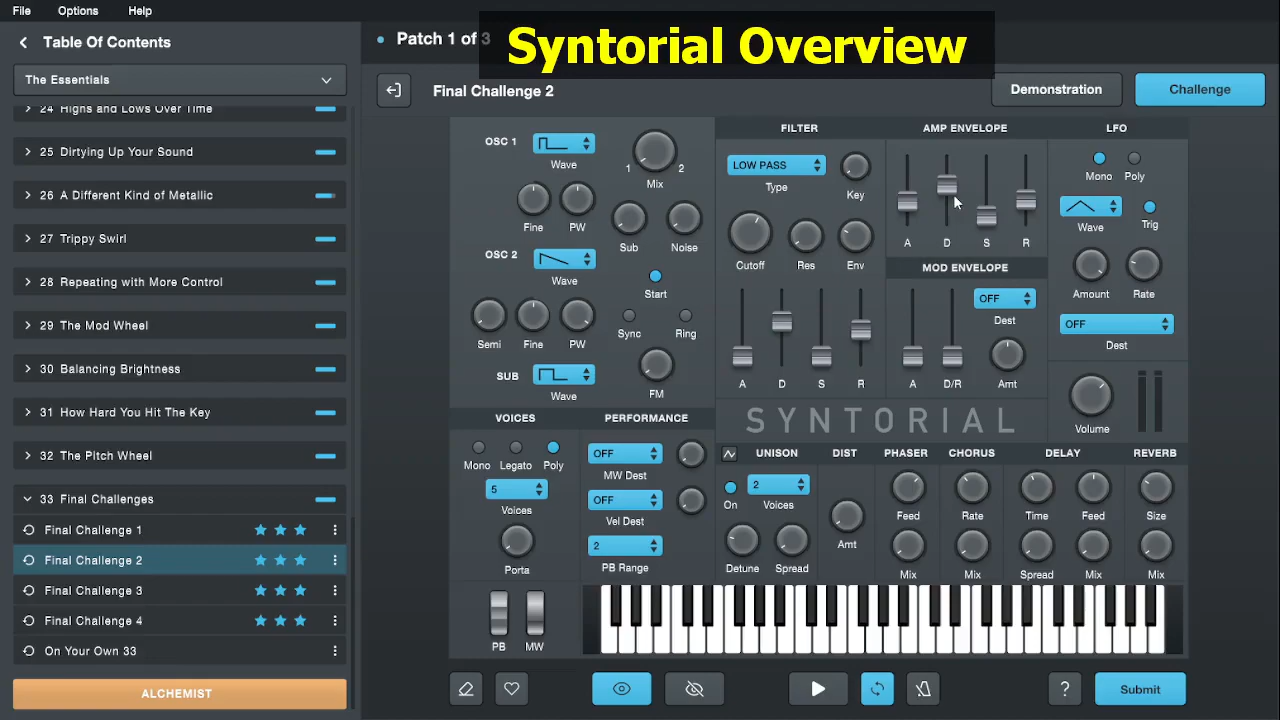 File Options Help
Syntorial Overview
Table Of Contents
Patch 1 of 3
The Essentials
Final Challenge 2
Demonstration
Challenge
24 Highs and Lows Over Time
25 Dirtying Up Your Sound
26 A Different Kind of Metallic
27 Trippy Swirl
28 Repeating with More Control
29 The Mod Wheel
30 Balancing Brightness
31 How Hard You Hit The Key
32 The Pitch Wheel
33 Final Challenges
Final Challenge 1
Final Challenge 2
Final Challenge 3
Final Challenge 4
On Your Own 33
ALCHEMIST
OSC 1
Wave
1 2
Mix
Fine PW
Sub Noise
OSC 2
Wave
Start
Semi Fine PW
Sync Ring
SUB
Wave
FM
FILTER
LOW PASS
Type
Key
Cutoff Res Env
A D S R
AMP ENVELOPE
A D S R
MOD ENVELOPE
OFF
Dest
A D/R Amt
LFO
Mono Poly
Wave Trig
Amount Rate
OFF
Dest
Volume
SYNTORIAL
VOICES
Mono Legato Poly
5
Voices
Porta
PERFORMANCE
OFF
MW Dest
OFF
Vel Dest
2
PB Range
UNISON
On
2
Voices
Detune Spread
DIST
Amt
PHASER
Feed
Mix
CHORUS
Rate
Mix
DELAY
Time Feed
Spread Mix
REVERB
Size
Mix
PB MW
?
Submit